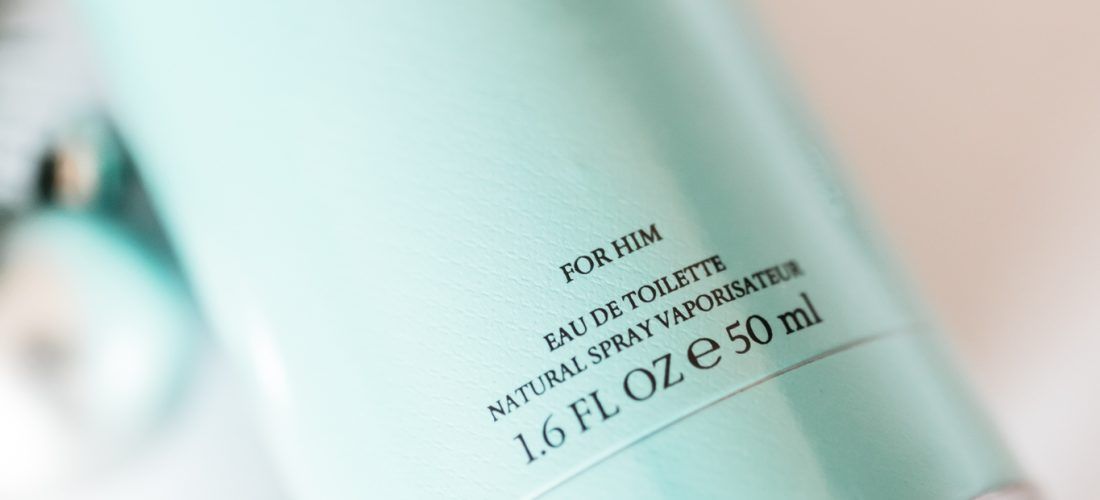 FOR HIM
EAU DE TOILETTE
NATURAL SPRAY VAPORISATEUR
1.6 FL OZ ℮ 50 ml